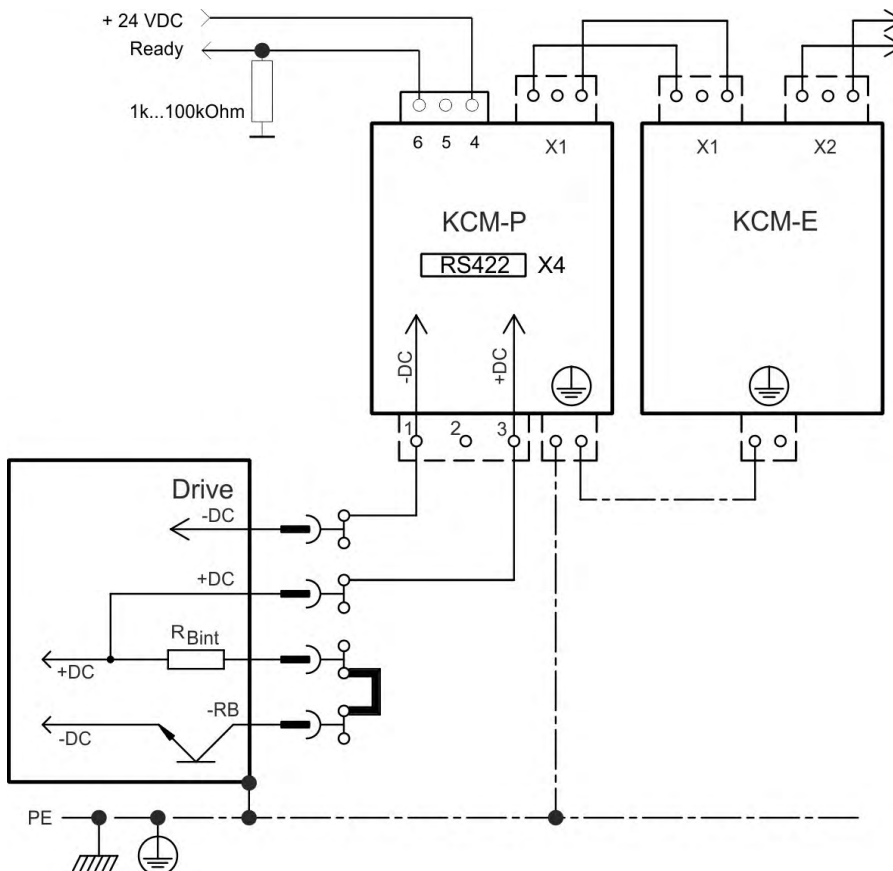 + 24 VDC
Ready
1k...100kOhm
6 5 4
X1
X1
X2
KCM-P
KCM-E
RS422 X4
-DC
+DC
1 2 3
Drive
-DC
+DC
RBint
+DC
-RB
-DC
PE